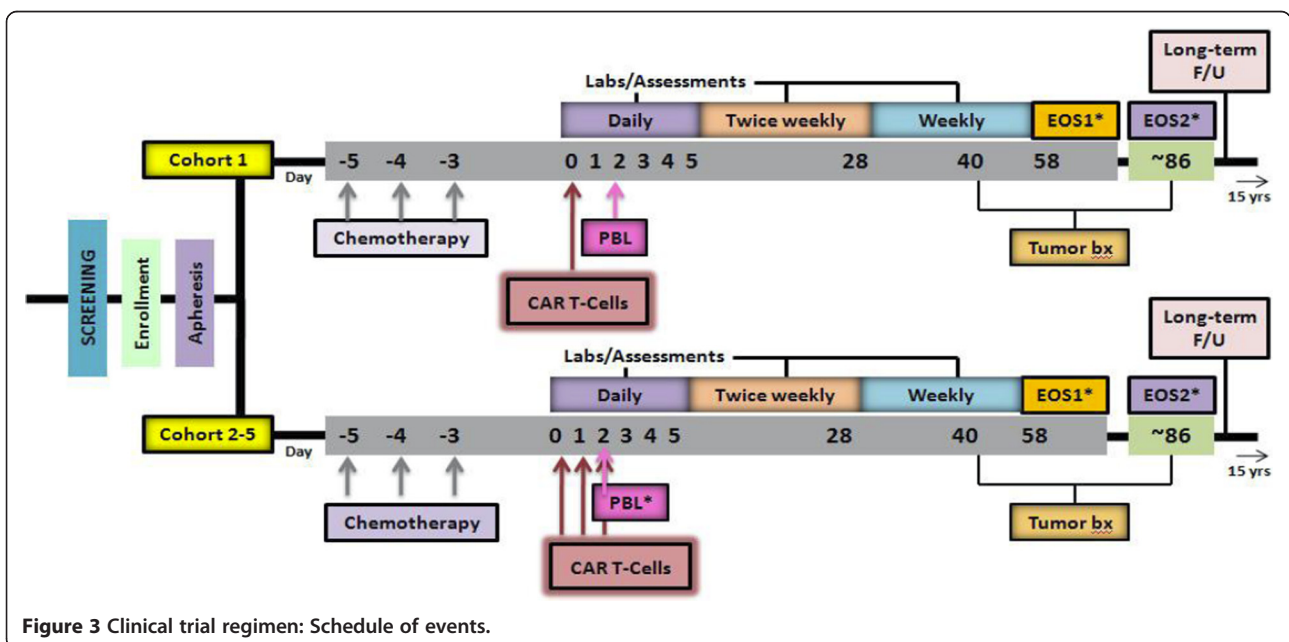 Long-term
F/U
Labs/Assessments
Daily Twice weekly Weekly EOS1* EOS2*
Cohort 1
Day
-5 -4 -3 0 1 2 3 4 5 28 40 58 ~86
15 yrs
Chemotherapy
PBL
Tumor bx
CAR T-Cells
SCREENING
Enrollment
Apheresis
Long-term
F/U
Labs/Assessments
Daily Twice weekly Weekly EOS1* EOS2*
Cohort 2-5
Day
-5 -4 -3 0 1 2 3 4 5 28 40 58 ~86
15 yrs
Chemotherapy
PBL*
Tumor bx
CAR T-Cells
Figure 3 Clinical trial regimen: Schedule of events.